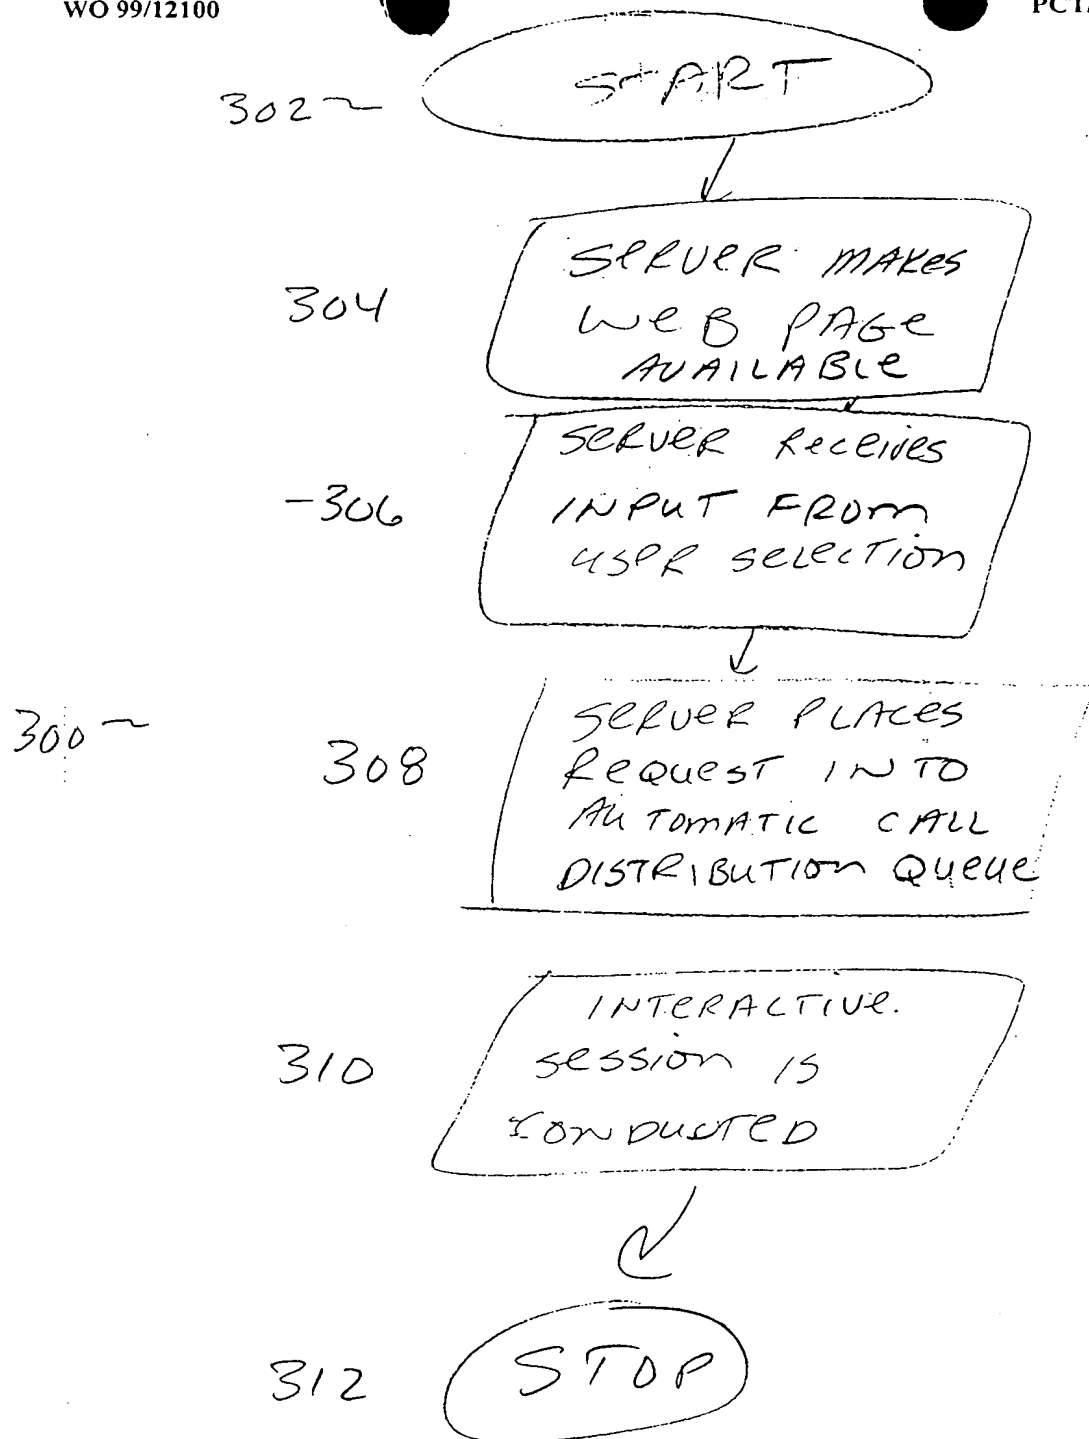 WO 99/12100
302
START
304
SERVER MAKES
WEB PAGE
AVAILABLE
-306
SERVER RECEIVES
INPUT FROM
USER SELECTION
300
308
SERVER PLACES
REQUEST INTO
AUTOMATIC CALL
DISTRIBUTION QUEUE
310
INTERACTIVE
SESSION IS
CONDUCTED
312
STOP